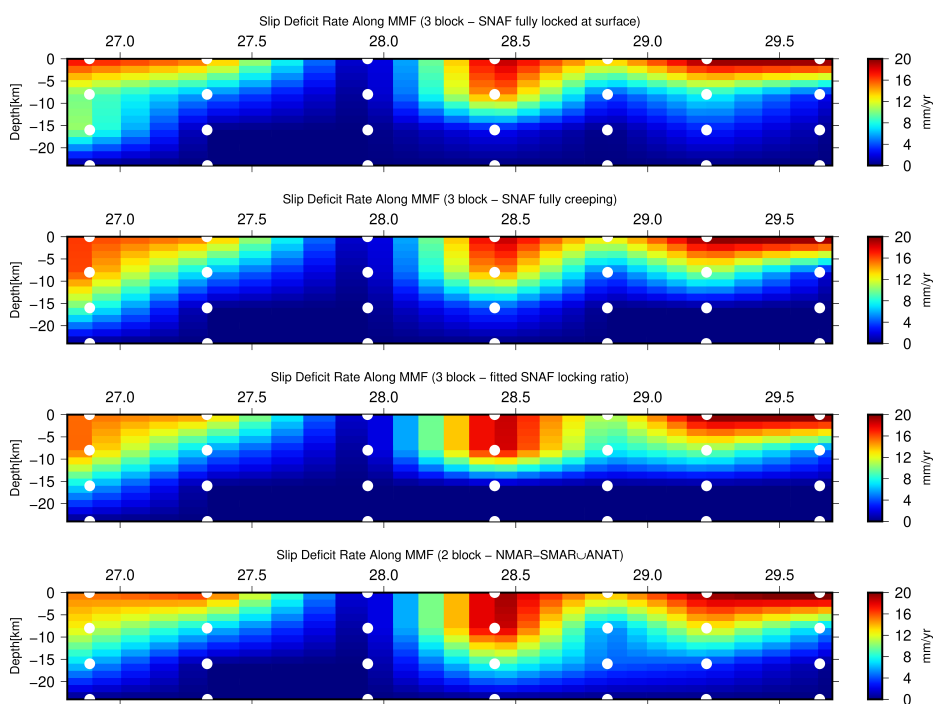 Slip Deficit Rate Along MMF (3 block − SNAF fully locked at surface)
27.0 27.5 28.0 28.5 29.0 29.5
0
−5
−10
−15
−20
Depth[km]
20
16
12
8
4
0
mm/yr
Slip Deficit Rate Along MMF (3 block − SNAF fully creeping)
27.0 27.5 28.0 28.5 29.0 29.5
0
−5
−10
−15
−20
Depth[km]
20
16
12
8
4
0
mm/yr
Slip Deficit Rate Along MMF (3 block − fitted SNAF locking ratio)
27.0 27.5 28.0 28.5 29.0 29.5
0
−5
−10
−15
−20
Depth[km]
20
16
12
8
4
0
mm/yr
Slip Deficit Rate Along MMF (2 block − NMAR−SMAR∪ANAT)
27.0 27.5 28.0 28.5 29.0 29.5
0
−5
−10
−15
−20
Depth[km]
20
16
12
8
4
0
mm/yr